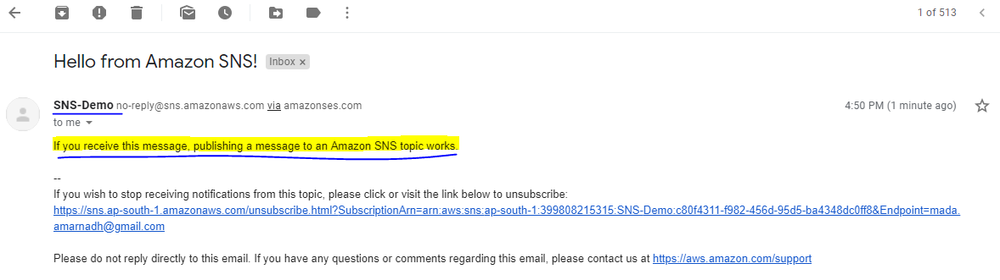 1 of 513
Hello from Amazon SNS! Inbox x
SNS-Demo no-reply@sns.amazonaws.com via amazonses.com 4:50 PM (1 minute ago)
to me
If you receive this message, publishing a message to an Amazon SNS topic works.
--
If you wish to stop receiving notifications from this topic, please click or visit the link below to unsubscribe:
https://sns.ap-south-1.amazonaws.com/unsubscribe.html?SubscriptionArn=arn:aws:sns:ap-south-1:399808215315:SNS-Demo:c80f4311-f982-456d-95d5-ba4348dc0ff8&Endpoint=mada.
amarnadh@gmail.com
Please do not reply directly to this email. If you have any questions or comments regarding this email, please contact us at https://aws.amazon.com/support